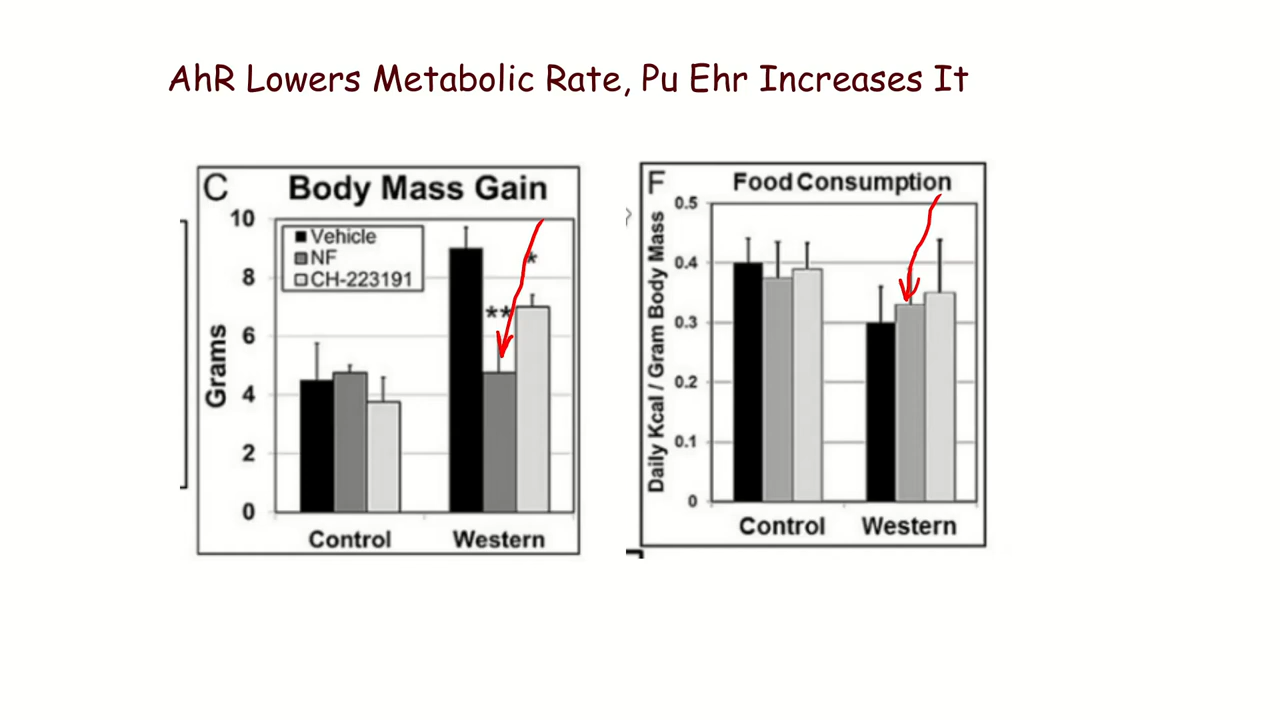 AhR Lowers Metabolic Rate, Pu Ehr Increases It
C Body Mass Gain
10
8
6
4
2
0
Grams
Vehicle
NF
CH-223191
**
*
Control Western
F Food Consumption
0.5
0.4
0.3
0.2
0.1
0
Daily Kcal / Gram Body Mass
Control Western